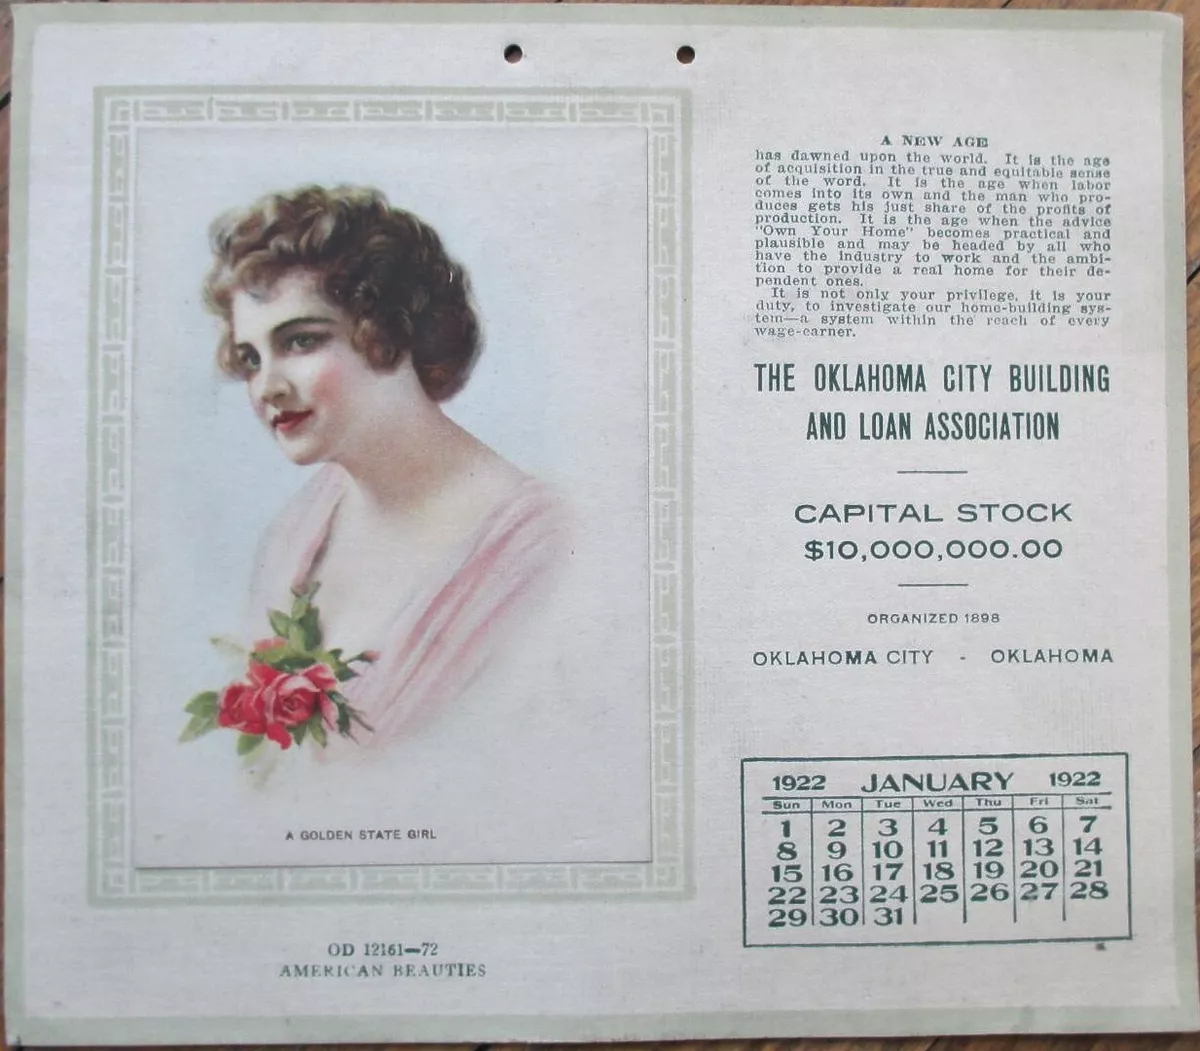 A NEW AGE
has dawned upon the world. It is the age
of acquisition in the true and equitable sense
of the word. It is the age when labor
comes into its own and the man who pro-
duces gets his just share of the profits of
production. It is the age when the advice
"Own Your Home" becomes practical and
plausible and may be headed by all who
have the industry to work and the ambi-
tion to provide a real home for their de-
pendent ones.
It is not only your privilege, it is your
duty, to investigate our home-building sys-
tem—a system within the reach of every
wage-earner.
THE OKLAHOMA CITY BUILDING
AND LOAN ASSOCIATION
CAPITAL STOCK
$10,000,000.00
ORGANIZED 1898
OKLAHOMA CITY - OKLAHOMA
A GOLDEN STATE GIRL
OD 12161—72
AMERICAN BEAUTIES
1922 JANUARY 1922
Sun Mon Tue Wed Thu Fri Sat
1 2 3 4 5 6 7
8 9 10 11 12 13 14
15 16 17 18 19 20 21
22 23 24 25 26 27 28
29 30 31